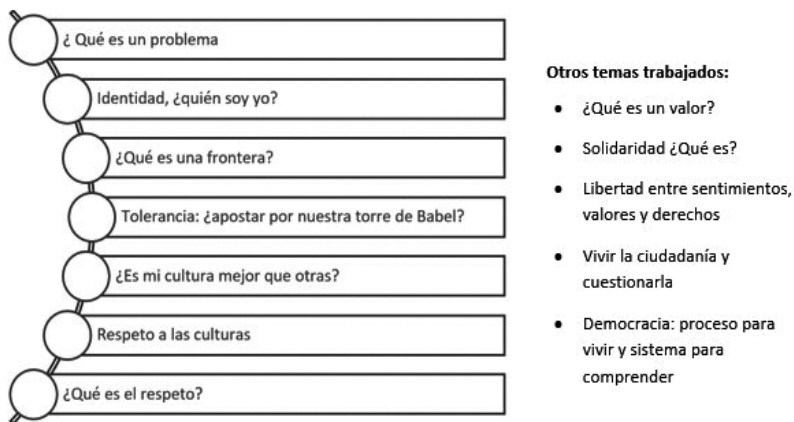 ¿ Qué es un problema
Identidad, ¿quién soy yo?
¿Qué es una frontera?
Tolerancia: ¿apostar por nuestra torre de Babel?
¿Es mi cultura mejor que otras?
Respeto a las culturas
¿Qué es el respeto?
Otros temas trabajados:
• ¿Qué es un valor?
• Solidaridad ¿Qué es?
• Libertad entre sentimientos,
valores y derechos
• Vivir la ciudadanía y
cuestionarla
• Democracia: proceso para
vivir y sistema para
comprender